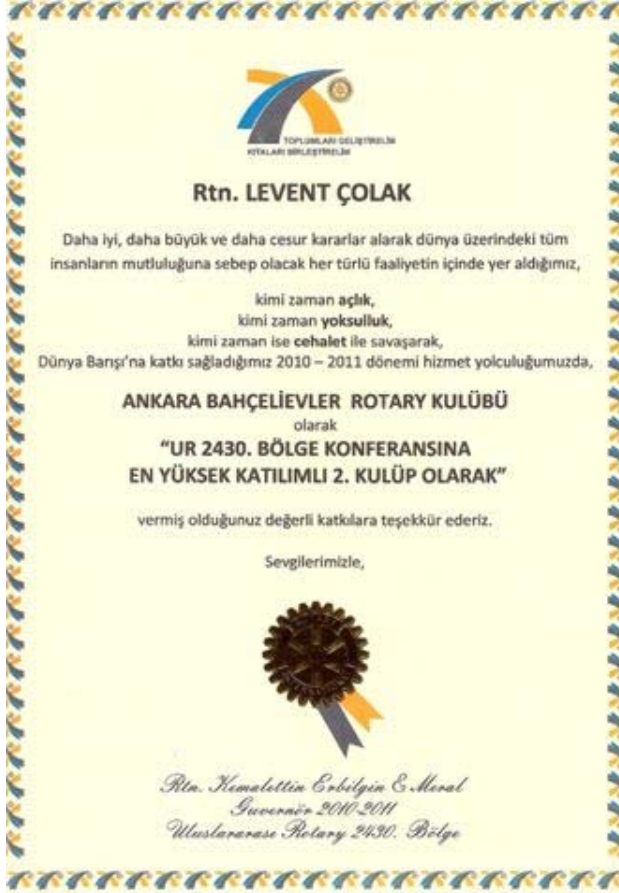 TOPLUMLARI GELİŞTİRELİM
KITALARI BİRLEŞTİRELİM
Rtn. LEVENT ÇOLAK
Daha iyi, daha büyük ve daha cesur kararlar alarak dünya üzerindeki tüm
insanların mutluluğuna sebep olacak her türlü faaliyetin içinde yer aldığımız,
kimi zaman açlık,
kimi zaman yoksulluk,
kimi zaman ise cehalet ile savaşarak,
Dünya Barışı'na katkı sağladığımız 2010 – 2011 dönemi hizmet yolculuğumuzda,
ANKARA BAHÇELİEVLER ROTARY KULÜBÜ
olarak
"UR 2430. BÖLGE KONFERANSINA
EN YÜKSEK KATILIMLI 2. KULÜP OLARAK"
vermiş olduğunuz değerli katkılara teşekkür ederiz.
Sevgilerimizle,
Rtn. Kemalettin Erbilgin & Meral
Guvernör 2010-2011
Uluslararası Rotary 2430. Bölge